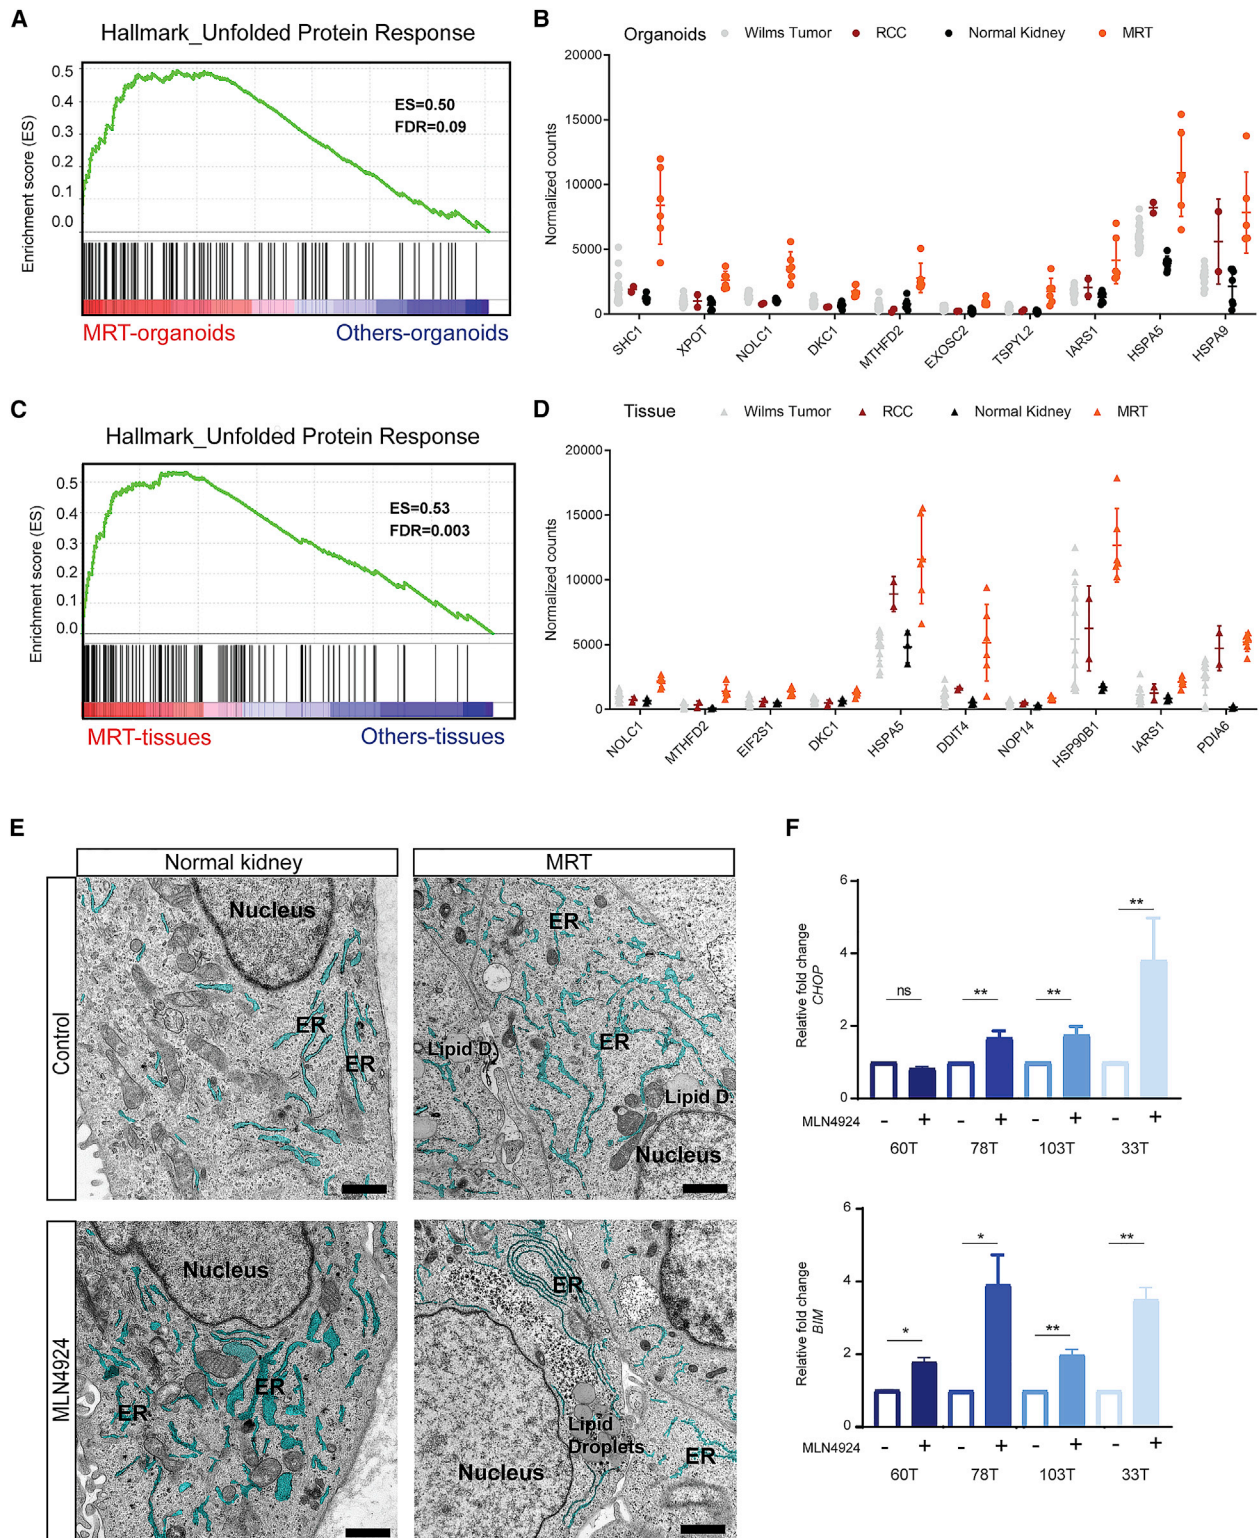 A
Hallmark_Unfolded Protein Response
Enrichment score (ES)
0.5
0.4
0.3
0.2
0.1
0.0
ES=0.50
FDR=0.09
MRT-organoids
Others-organoids
B
Organoids
Wilms Tumor
RCC
Normal Kidney
MRT
Normalized counts
20000
15000
10000
5000
0
SHC1
XPOT
NOLC1
DKC1
MTHFD2
EXOSC2
TSPYL2
IARS1
HSPA5
HSPA9
C
Hallmark_Unfolded Protein Response
Enrichment score (ES)
0.5
0.4
0.3
0.2
0.1
0.0
ES=0.53
FDR=0.003
MRT-tissues
Others-tissues
D
Tissue
Wilms Tumor
RCC
Normal Kidney
MRT
Normalized counts
20000
15000
10000
5000
0
NOLC1
MTHFD2
EIF2S1
DKC1
HSPA5
DDIT4
NOP14
HSP90B1
IARS1
PDIA6
E
Normal kidney
MRT
Control
Nucleus
ER
ER
ER
ER
Lipid D.
Lipid D.
Nucleus
MLN4924
Nucleus
ER
ER
ER
Lipid
Droplets
ER
Nucleus
F
Relative fold change
CHOP
6
4
2
0
ns
**
**
**
MLN4924
- + - + - + - +
60T
78T
103T
33T
Relative fold change
BIM
6
4
2
0
*
*
**
**
MLN4924
- + - + - + - +
60T
78T
103T
33T